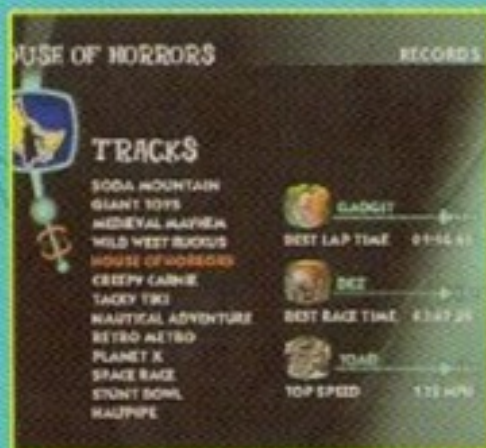 OUSE OF HORRORS
RECORDS
TRACKS
SODA MOUNTAIN
GIANT TOYS
MEDIEVAL MAYHEM
WILD WEST RUCKUS
HOUSE OF HORRORS
CREEPY CARNIE
TACKY TIKI
NAUTICAL ADVENTURE
RETRO METRO
PLANET X
SPACE RACE
STUNT BOWL
HALFPIPE
GADGET
BEST LAP TIME
DEZ
BEST RACE TIME
TOAD
TOP SPEED
MPH